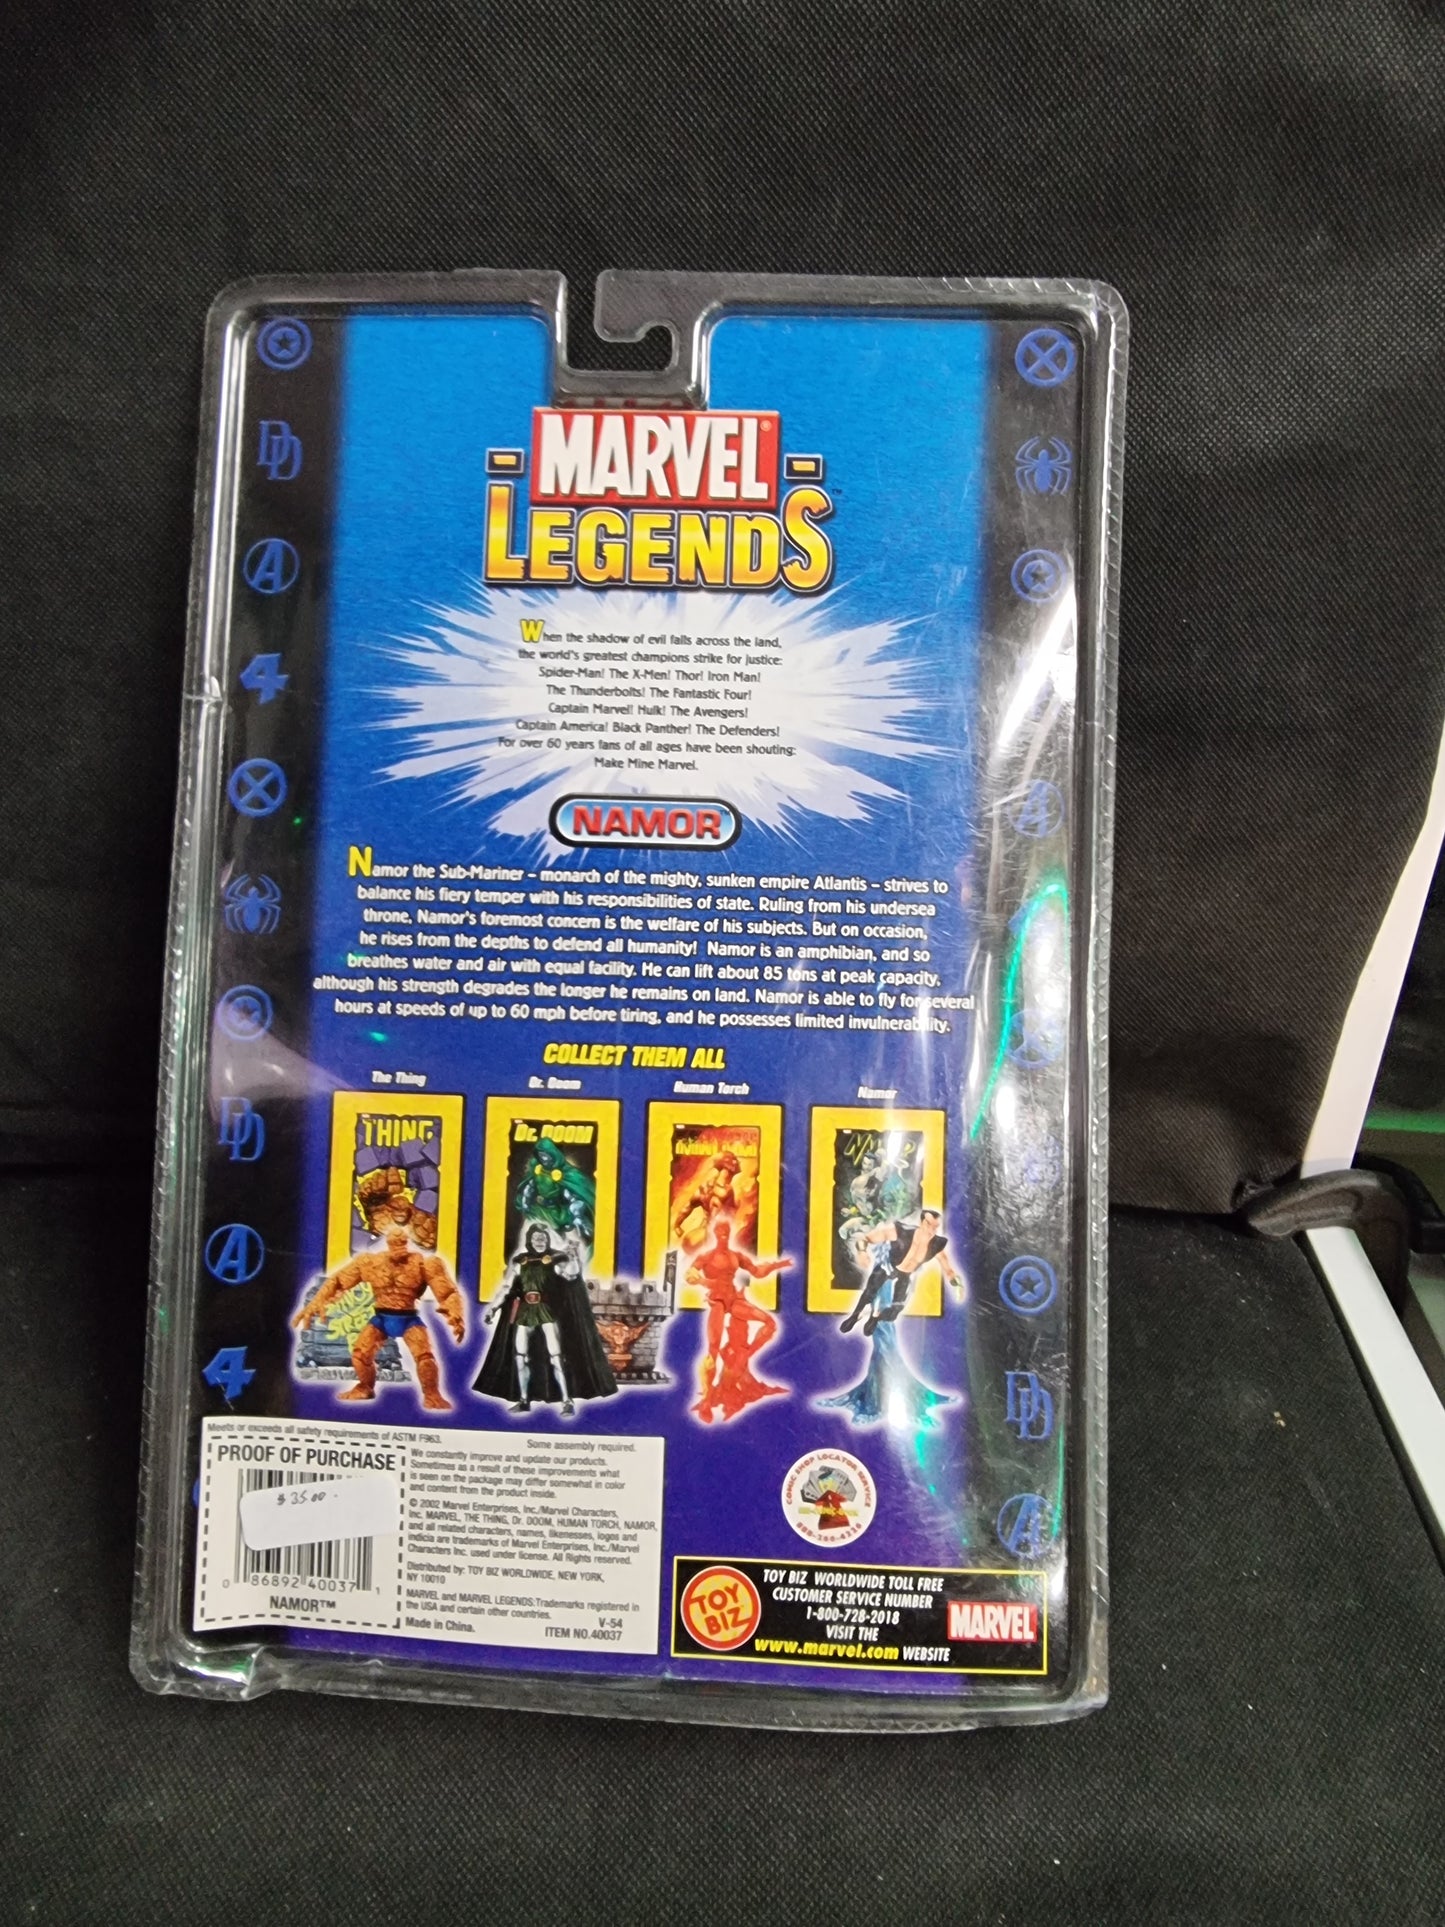 MARVEL®
LEGENDS™
When the shadow of evil falls across the land,
the world's greatest champions strike for justice:
Spider-Man! The X-Men! Thor! Iron Man!
The Thunderbolts! The Fantastic Four!
Captain Marvel! Hulk! The Avengers!
Captain America! Black Panther! The Defenders!
For over 60 years fans of all ages have been shouting:
Make Mine Marvel.
NAMOR™
Namor the Sub-Mariner – monarch of the mighty, sunken empire Atlantis – strives to
balance his fiery temper with his responsibilities of state. Ruling from his undersea
throne, Namor's foremost concern is the welfare of his subjects. But on occasion,
he rises from the depths to defend all humanity! Namor is an amphibian, and so
breathes water and air with equal facility. He can lift about 85 tons at peak capacity,
although his strength degrades the longer he remains on land. Namor is able to fly for several
hours at speeds of up to 60 mph before tiring, and he possesses limited invulnerability.
COLLECT THEM ALL
The Thing
Dr. Doom
Human Torch
Namor
THING
Dr. DOOM
NAMOR
Meets or exceeds all safety requirements of ASTM F963.
Some assembly required.
PROOF OF PURCHASE
$35.00
0 86892 40037 1
NAMOR™
We constantly improve and update our products.
Sometimes as a result of these improvements what
is seen on the package may differ somewhat in color
and content from the product inside.
© 2002 Marvel Enterprises, Inc./Marvel Characters,
Inc. MARVEL, THE THING, Dr. DOOM, HUMAN TORCH, NAMOR,
and all related characters, names, likenesses, logos and
indicia are trademarks of Marvel Enterprises, Inc./Marvel
Characters Inc. used under license. All Rights reserved.
Distributed by: TOY BIZ WORLDWIDE, NEW YORK,
NY 10010
MARVEL and MARVEL LEGENDS:Trademarks registered in
the USA and certain other countries.
Made in China.
V-54
ITEM NO.40037
COMIC SHOP LOCATOR SERVICE
888-266-4226
TOY BIZ
TOY BIZ WORLDWIDE TOLL FREE
CUSTOMER SERVICE NUMBER
1-800-728-2018
VISIT THE
www.marvel.com WEBSITE
MARVEL